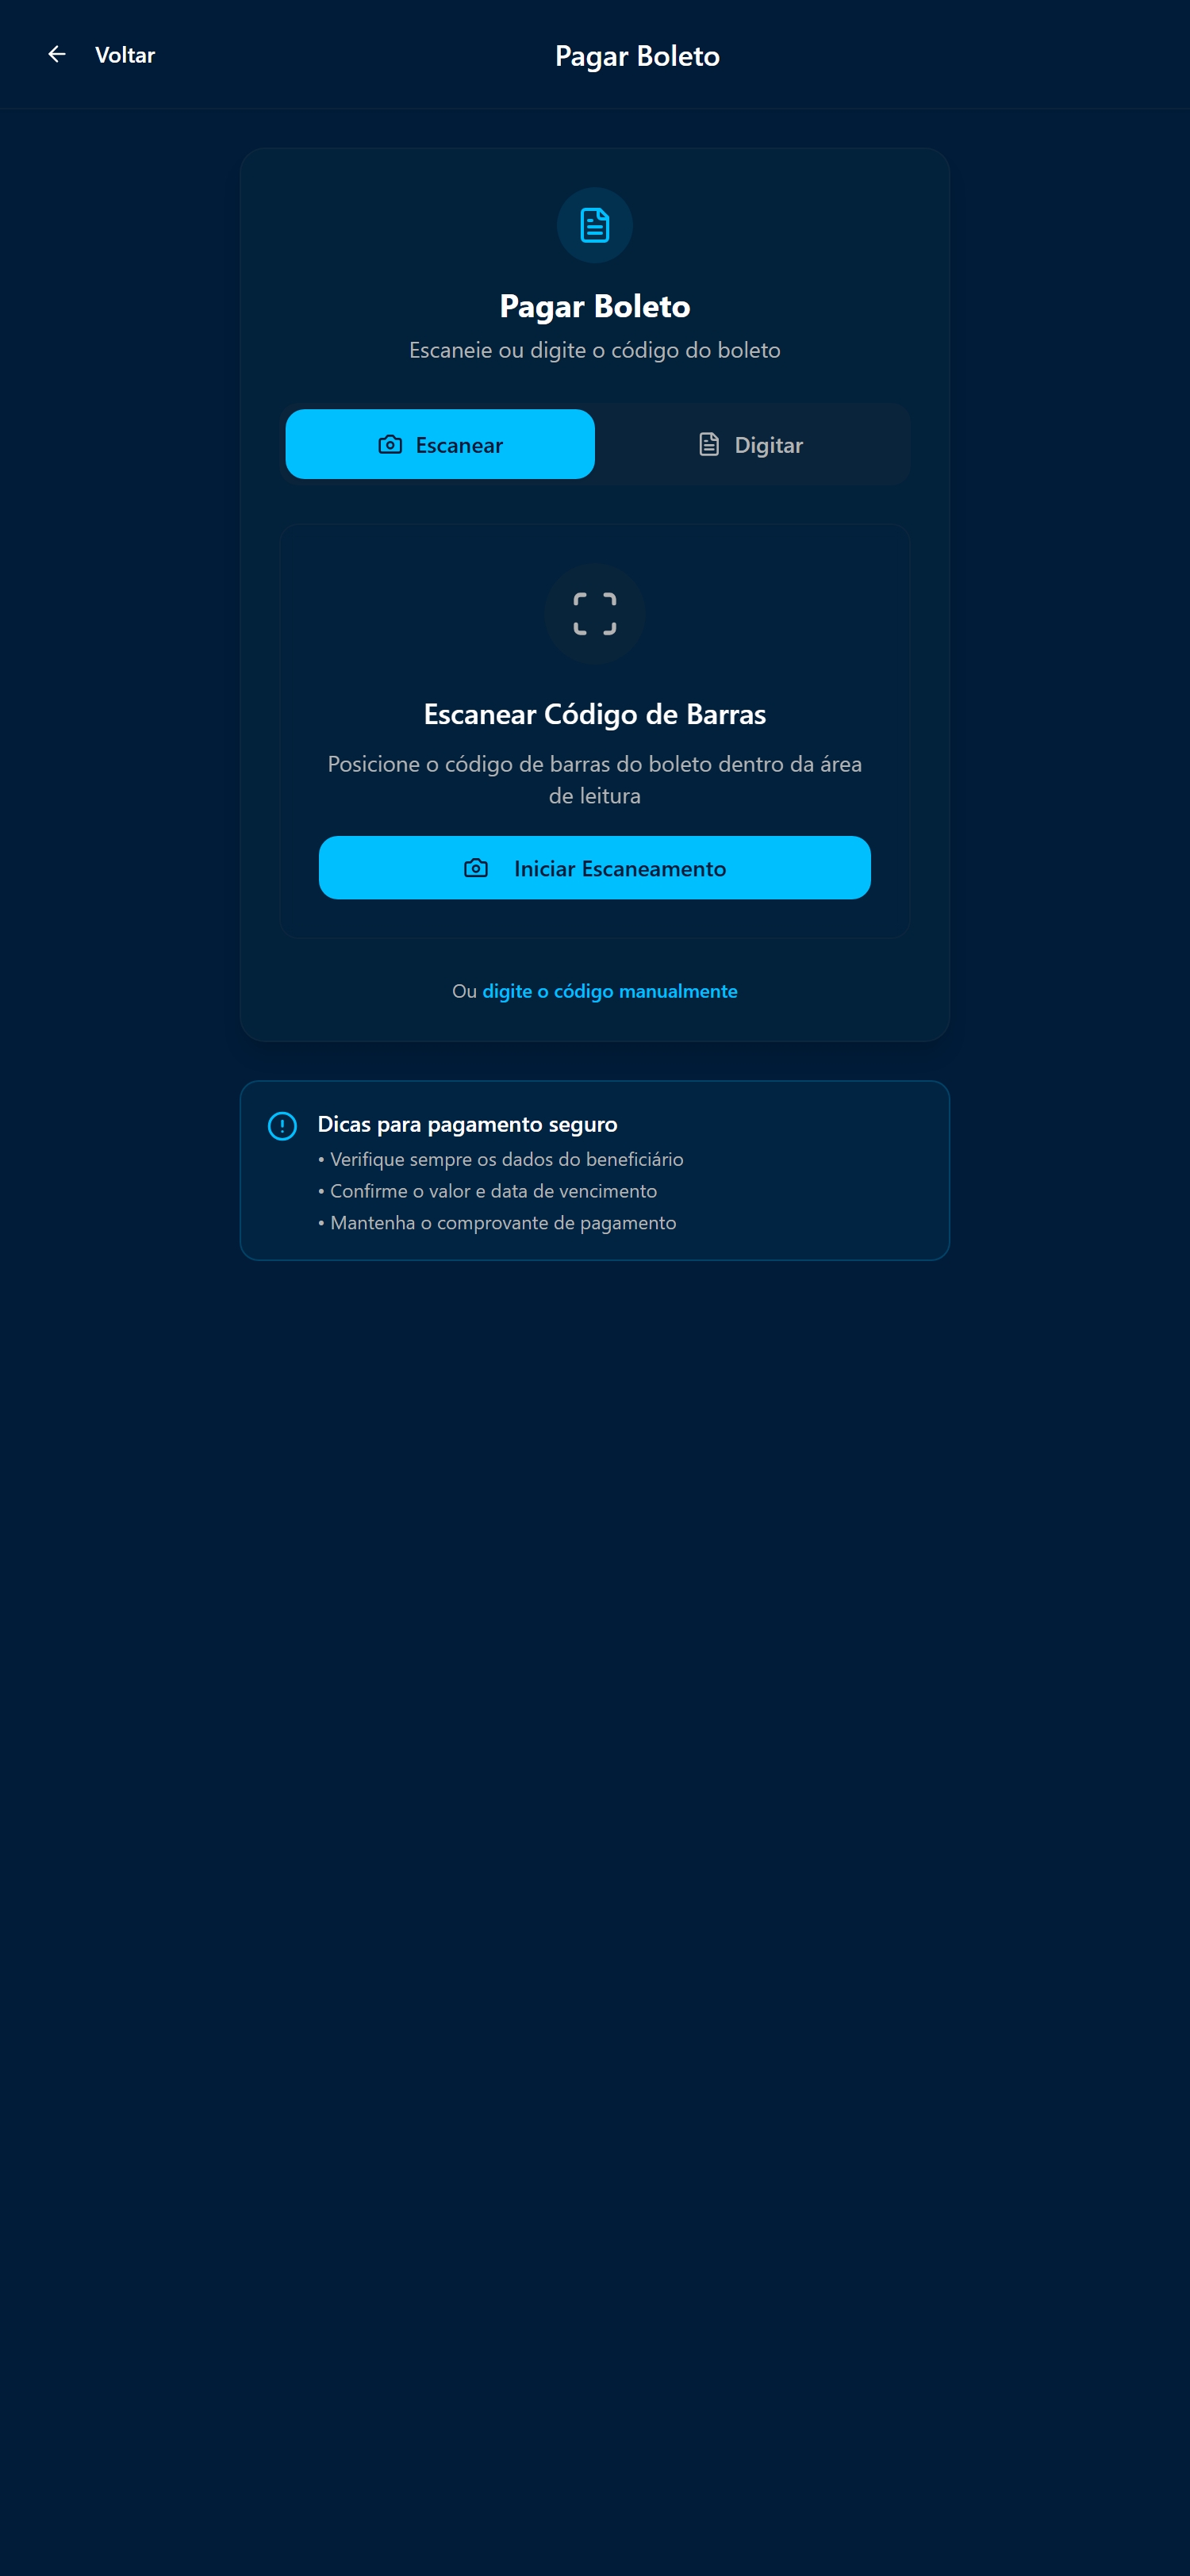 Voltar
Pagar Boleto
Pagar Boleto
Escaneie ou digite o código do boleto
Escanear
Digitar
Escanear Código de Barras
Posicione o código de barras do boleto dentro da área
de leitura
Iniciar Escaneamento
Ou digite o código manualmente
Dicas para pagamento seguro
• Verifique sempre os dados do beneficiário
• Confirme o valor e data de vencimento
• Mantenha o comprovante de pagamento